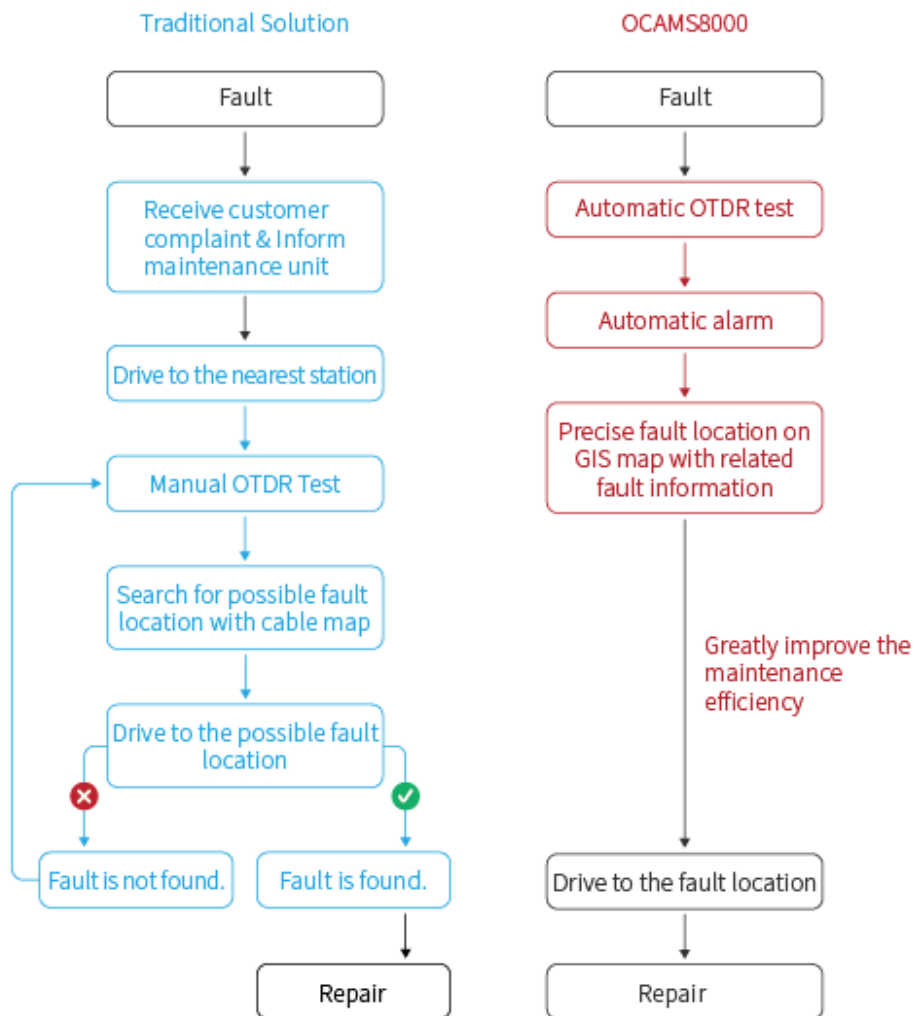 Traditional Solution
Fault
Receive customer
complaint & Inform
maintenance unit
Drive to the nearest station
Manual OTDR Test
Search for possible fault
location with cable map
Drive to the possible fault
location
Fault is not found.
Fault is found.
Repair
OCAMS8000
Fault
Automatic OTDR test
Automatic alarm
Precise fault location on
GIS map with related
fault information
Greatly improve the
maintenance
efficiency
Drive to the fault location
Repair